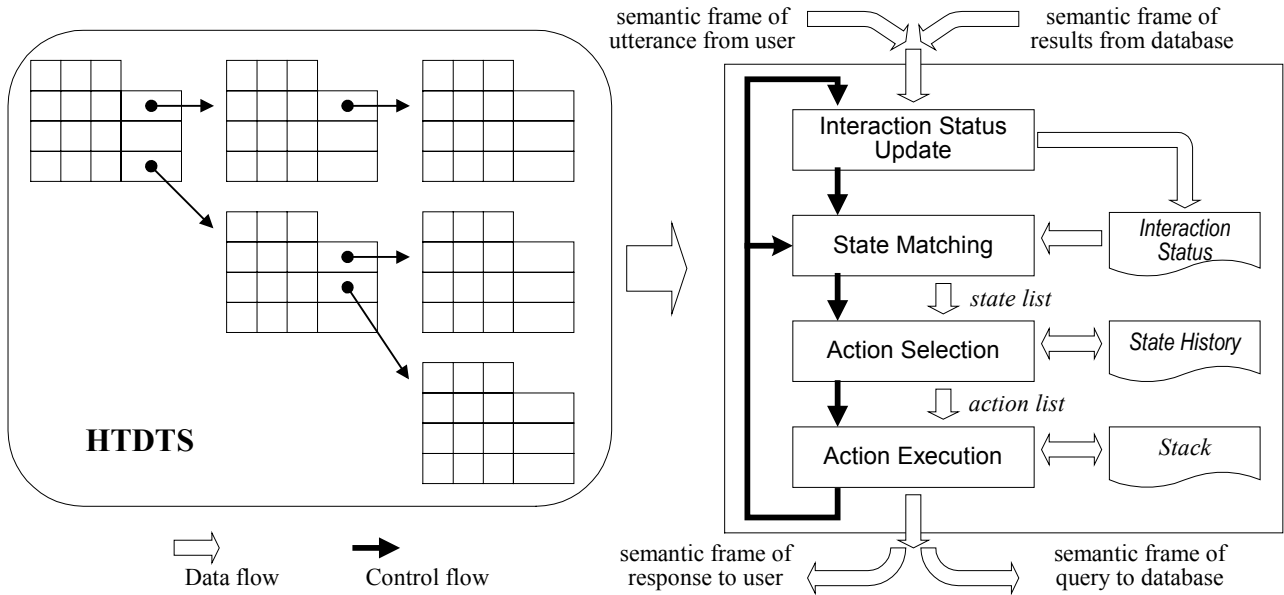 semantic frame of
utterance from user
semantic frame of
results from database
Interaction Status
Update
State Matching
Interaction
Status
state list
Action Selection
State History
action list
Action Execution
Stack
HTDTS
Data flow
Control flow
semantic frame of
response to user
semantic frame of
query to database